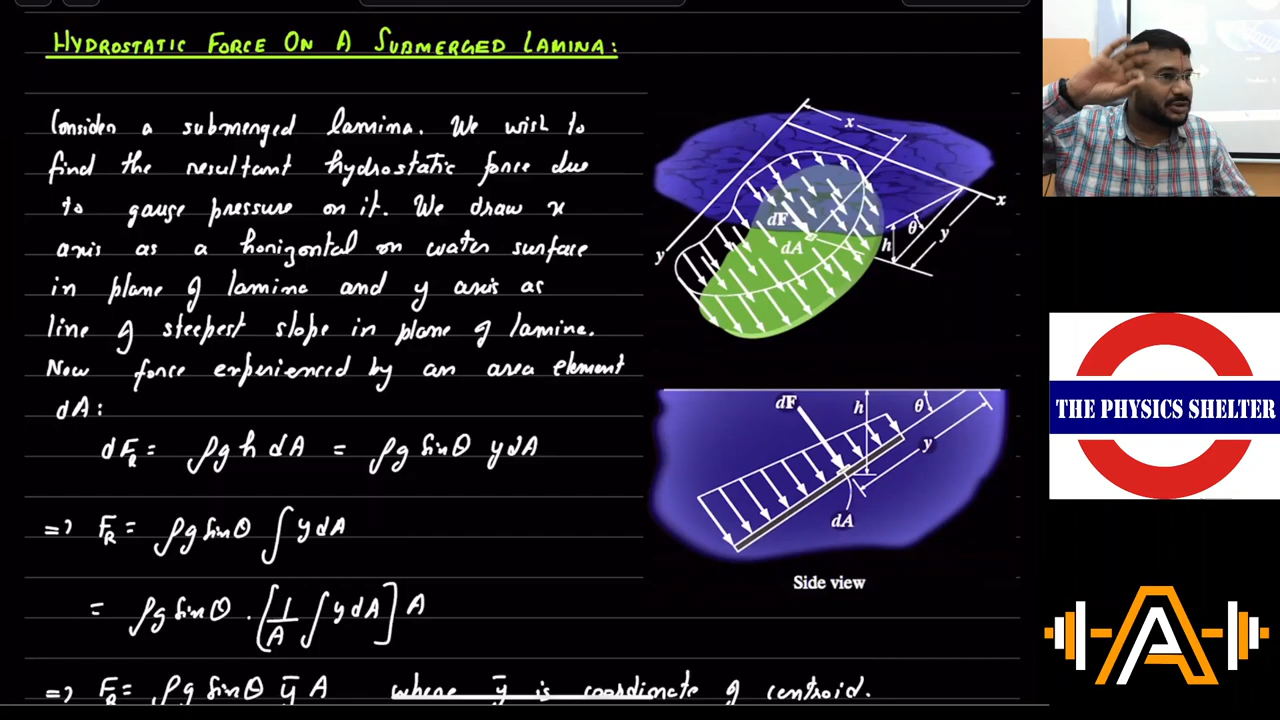 HYDROSTATIC FORCE ON A SUBMERGED LAMINA:
Consider a submerged lamina. We wish to
find the resultant hydrostatic force due
to gauge pressure on it. We draw x
axis as a horizontal on water surface
in plane of lamina and y axis as
line of steepest slope in plane of lamina.
Now force experienced by an area element
dA:
dF_R = ρg h dA = ρg sinθ y dA
=> F_R = ρg sinθ ∫ y dA
= ρg sinθ · [1/A ∫ y dA] A
=> F_R = ρg sinθ ȳ A where ȳ is coordinate of centroid.
x
x
y
dF
dA
h
θ
y
dF
h
θ
y
dA
Side view
THE PHYSICS SHELTER
A